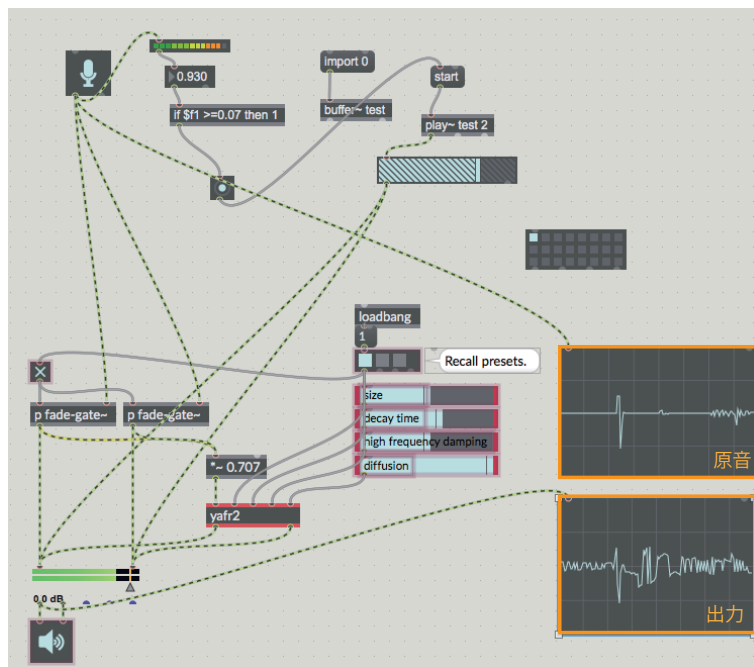 0.930
import 0
start
if $f1 >=0.07 then 1
buffer~ test
play~ test 2
loadbang
1
Recall presets.
size
p fade-gate~
p fade-gate~
decay time
high frequency damping
diffusion
原音
*~ 0.707
yafr2
0.0 dB
出力